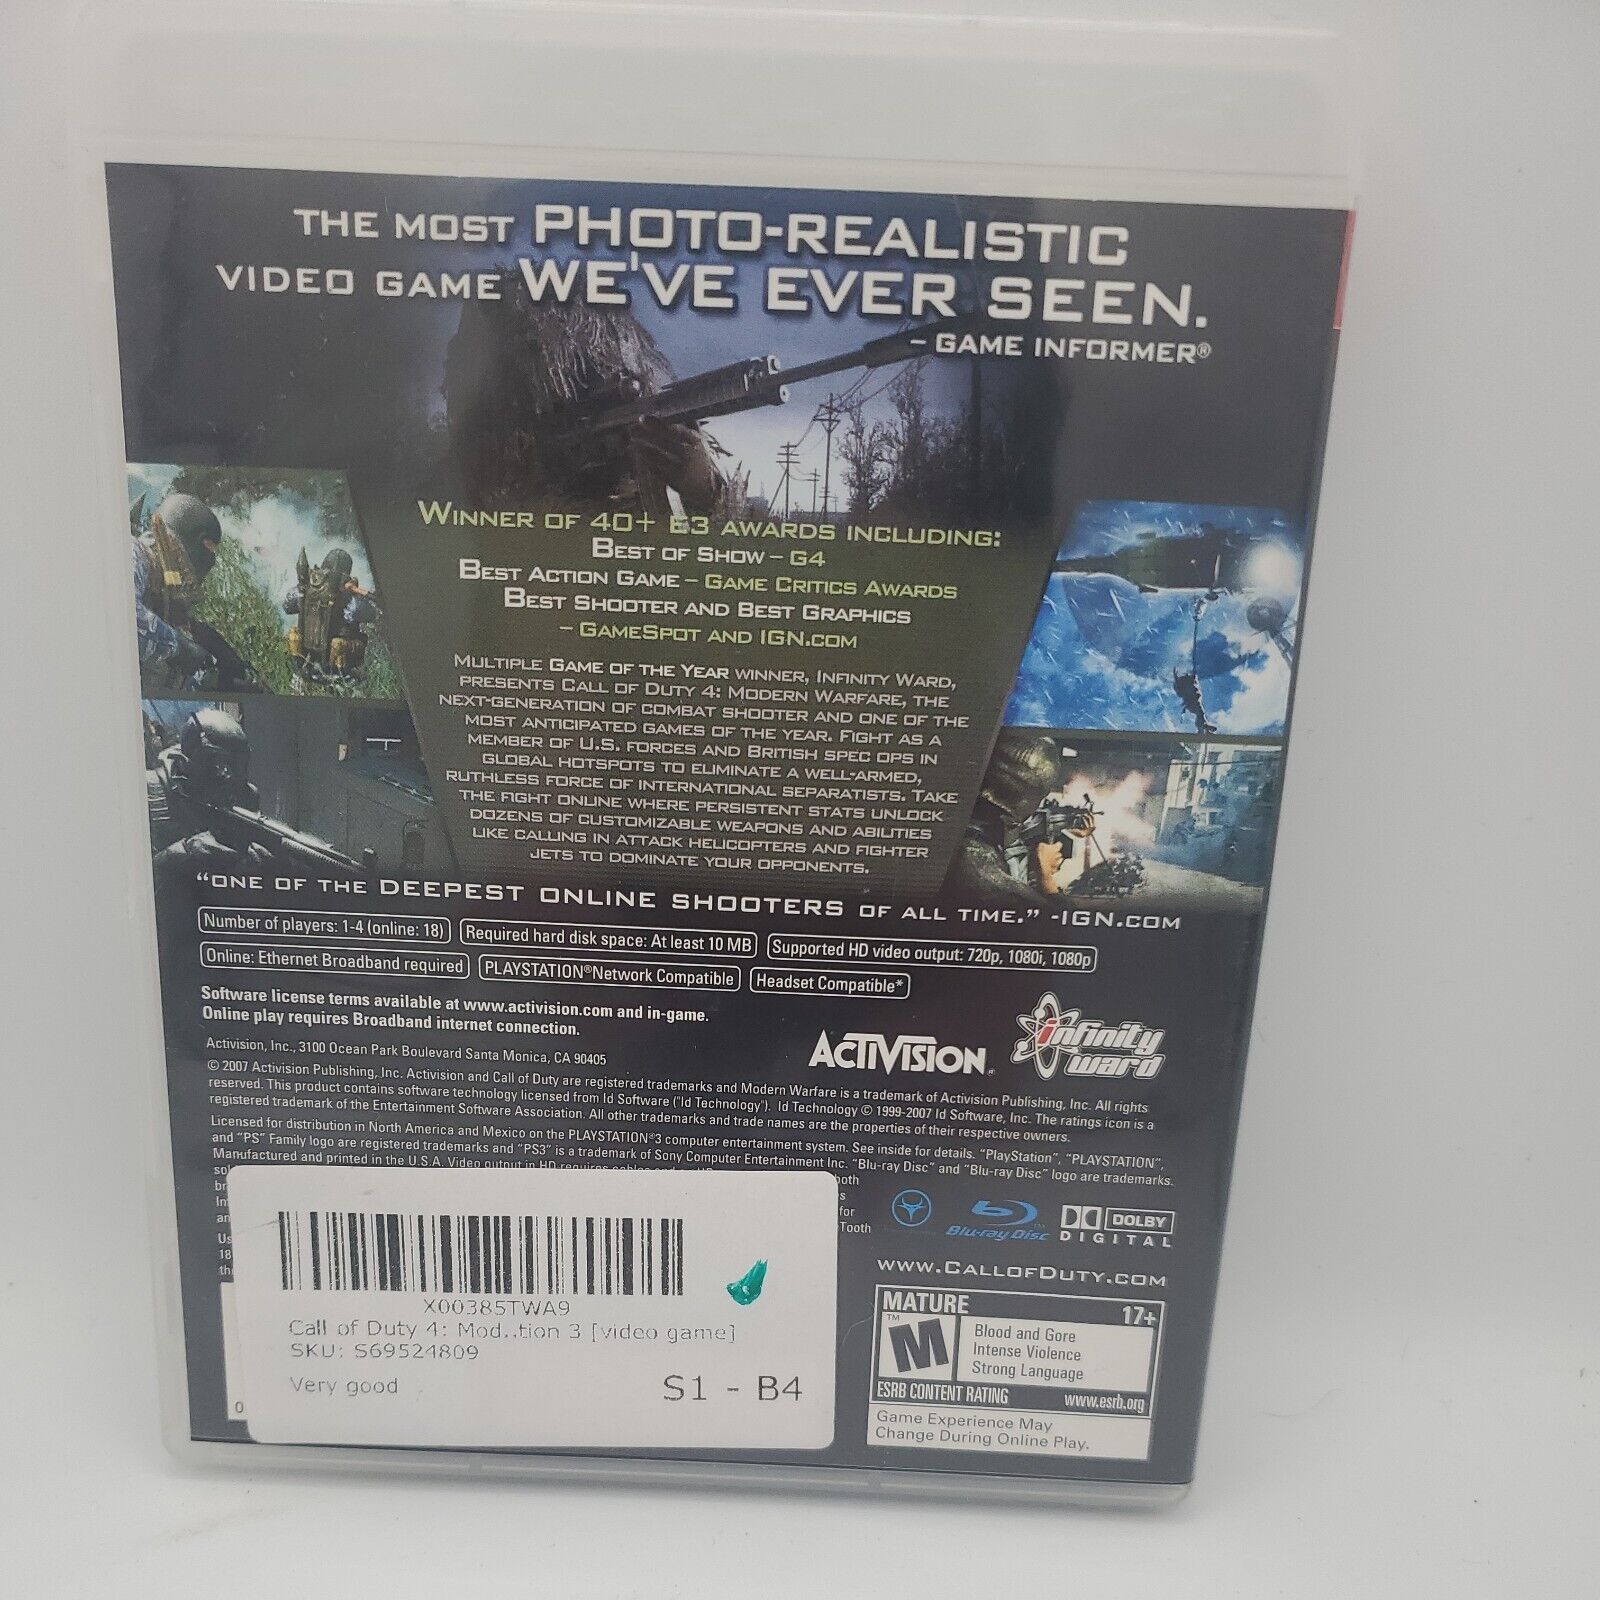 THE MOST PHOTO-REALISTIC
VIDEO GAME WE'VE EVER SEEN.
– GAME INFORMER®
WINNER OF 40+ E3 AWARDS INCLUDING:
BEST OF SHOW – G4
BEST ACTION GAME – GAME CRITICS AWARDS
BEST SHOOTER AND BEST GRAPHICS
– GAMESPOT AND IGN.COM
MULTIPLE GAME OF THE YEAR WINNER, INFINITY WARD,
PRESENTS CALL OF DUTY 4: MODERN WARFARE, THE
NEXT-GENERATION OF COMBAT SHOOTER AND ONE OF THE
MOST ANTICIPATED GAMES OF THE YEAR. FIGHT AS A
MEMBER OF U.S. FORCES AND BRITISH SPEC OPS IN
GLOBAL HOTSPOTS TO ELIMINATE A WELL-ARMED,
RUTHLESS FORCE OF INTERNATIONAL SEPARATISTS. TAKE
THE FIGHT ONLINE WHERE PERSISTENT STATS UNLOCK
DOZENS OF CUSTOMIZABLE WEAPONS AND ABILITIES
LIKE CALLING IN ATTACK HELICOPTERS AND FIGHTER
JETS TO DOMINATE YOUR OPPONENTS.
“ONE OF THE DEEPEST ONLINE SHOOTERS OF ALL TIME.” -IGN.COM
Number of players: 1-4 (online: 18) Required hard disk space: At least 10 MB Supported HD video output: 720p, 1080i, 1080p
Online: Ethernet Broadband required PLAYSTATION®Network Compatible Headset Compatible*
Software license terms available at www.activision.com and in-game.
Online play requires Broadband internet connection.
ACTIVISION®
infinity ward
Activision, Inc., 3100 Ocean Park Boulevard Santa Monica, CA 90405
© 2007 Activision Publishing, Inc. Activision and Call of Duty are registered trademarks and Modern Warfare is a trademark of Activision Publishing, Inc. All rights
reserved. This product contains software technology licensed from Id Software ("Id Technology"). Id Technology © 1999-2007 Id Software, Inc. The ratings icon is a
registered trademark of the Entertainment Software Association. All other trademarks and trade names are the properties of their respective owners.
Licensed for distribution in North America and Mexico on the PLAYSTATION®3 computer entertainment system. See inside for details. "PlayStation", "PLAYSTATION",
and "PS" Family logo are registered trademarks and "PS3" is a trademark of Sony Computer Entertainment Inc. "Blu-ray Disc" and "Blu-ray Disc" logo are trademarks.
Manufactured and printed in the U.S.A. Video output in HD requires cables
both
for
Tooth
Blu-ray Disc™
DOLBY
DIGITAL
WWW.CALLOFDUTY.COM
X00385TWA9
Call of Duty 4: Mod..tion 3 [video game]
SKU: S69524809
Very good S1 - B4
0
MATURE 17+
M™
Blood and Gore
Intense Violence
Strong Language
ESRB CONTENT RATING www.esrb.org
Game Experience May
Change During Online Play.